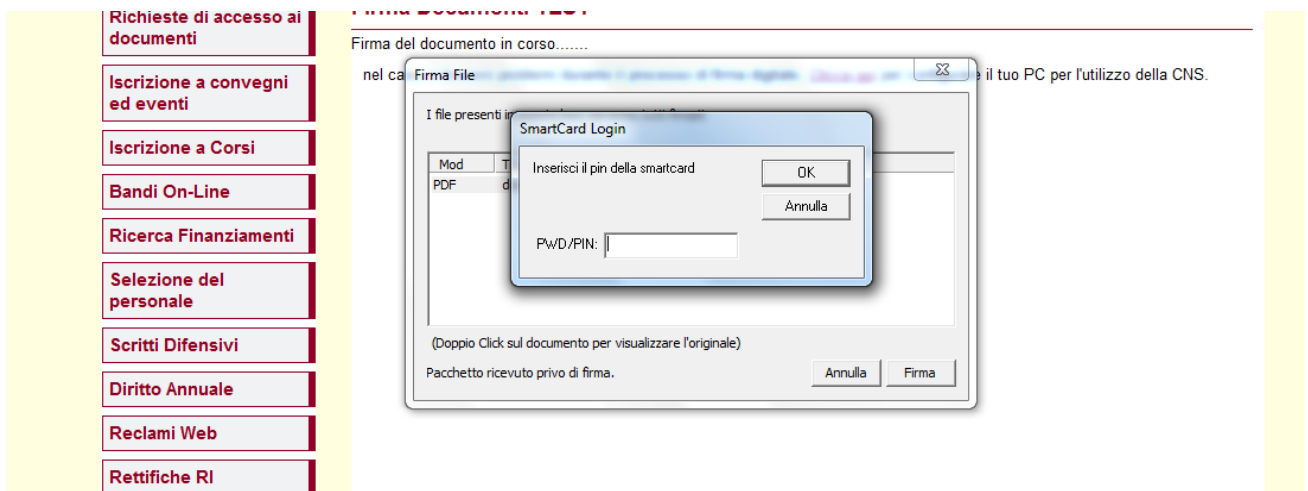 Richieste di accesso ai
documenti
Iscrizione a convegni
ed eventi
Iscrizione a Corsi
Bandi On-Line
Ricerca Finanziamenti
Selezione del
personale
Scritti Difensivi
Diritto Annuale
Reclami Web
Rettifiche RI
Firma Documenti TEST
Firma del documento in corso.......
nel ca
il tuo PC per l'utilizzo della CNS.
Firma File
I file presenti
SmartCard Login
Mod
PDF
Inserisci il pin della smartcard
OK
Annulla
PWD/PIN:
(Doppio Click sul documento per visualizzare l'originale)
Pacchetto ricevuto privo di firma.
Annulla
Firma